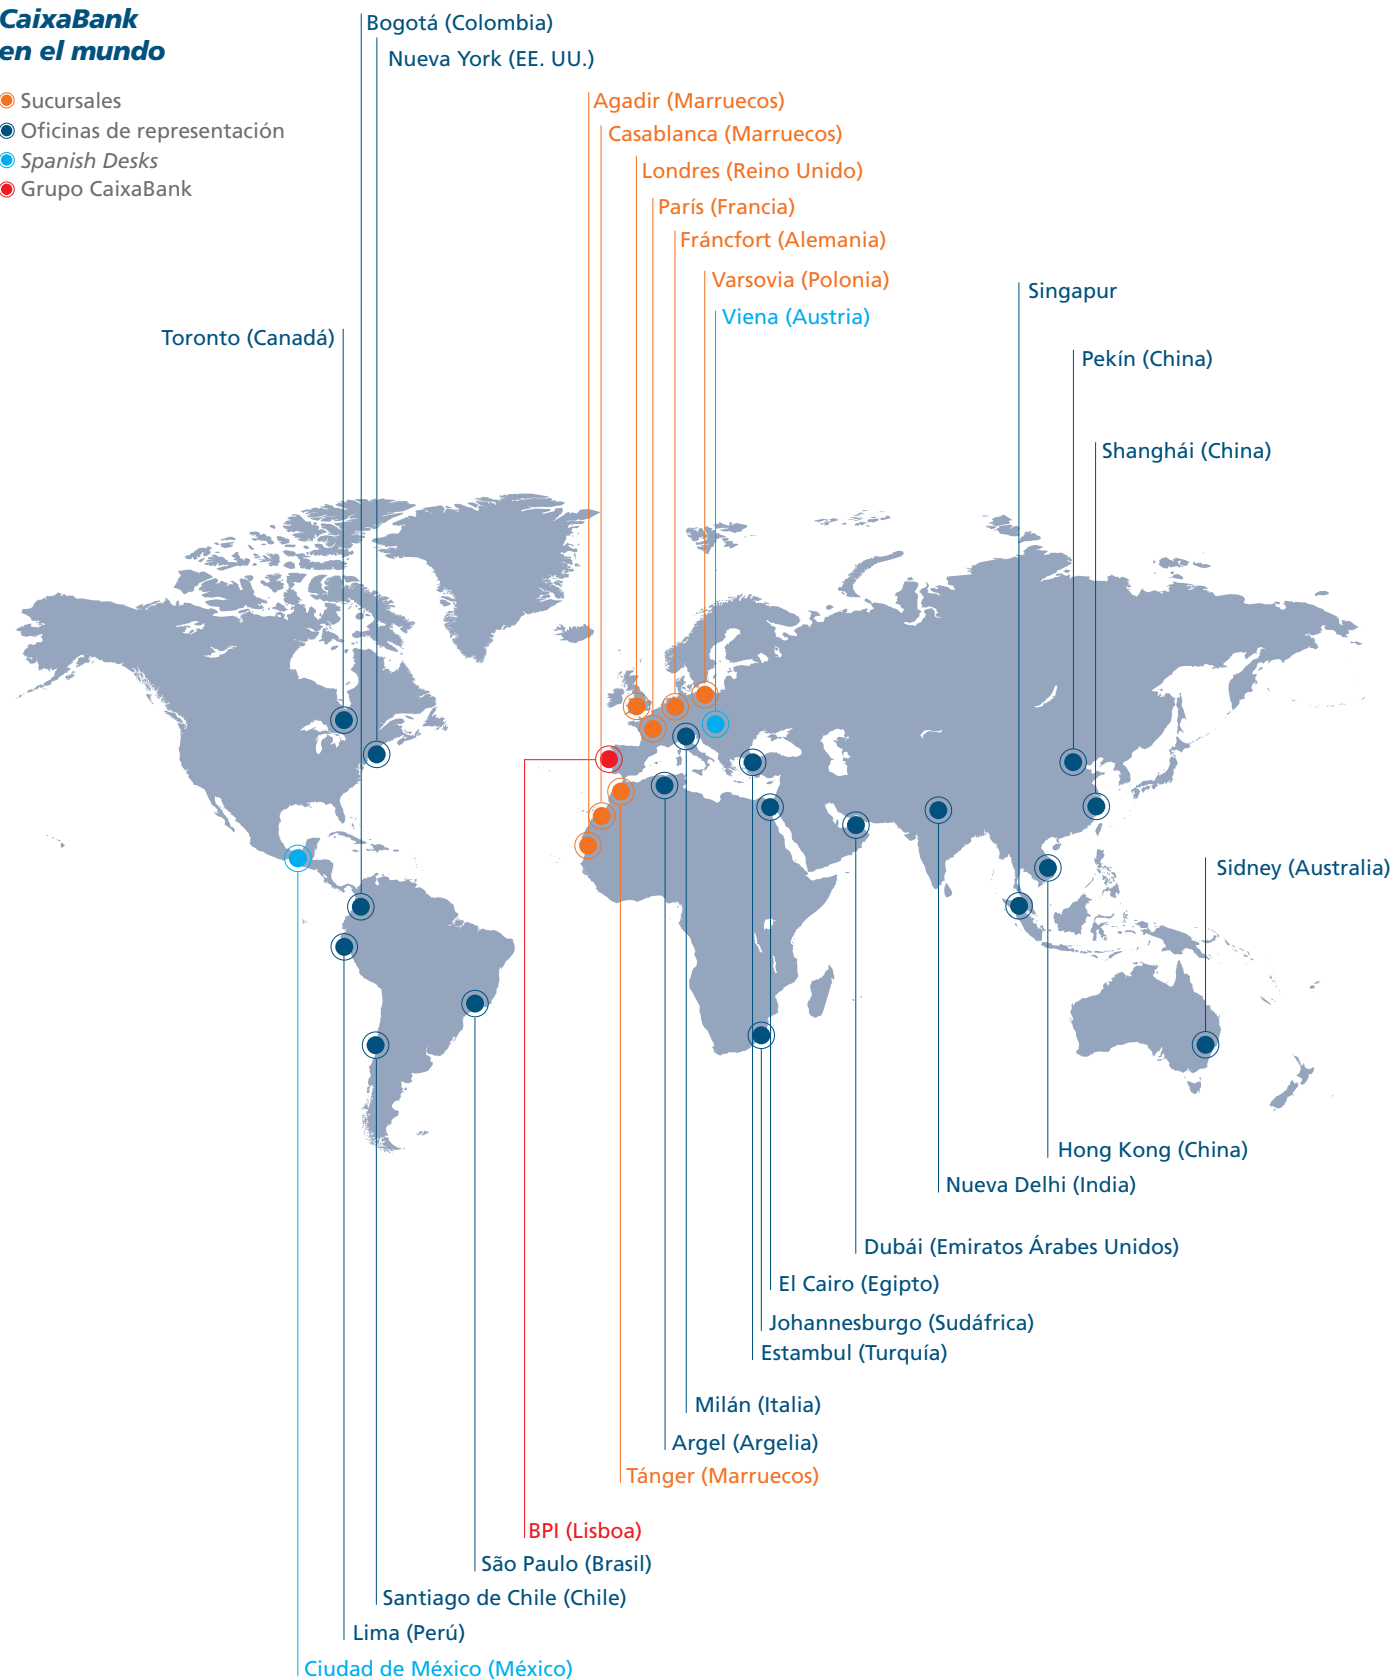 CaixaBank
en el mundo
Sucursales
Oficinas de representación
Spanish Desks
Grupo CaixaBank
Bogotá (Colombia)
Nueva York (EE. UU.)
Agadir (Marruecos)
Casablanca (Marruecos)
Londres (Reino Unido)
París (Francia)
Fráncfort (Alemania)
Varsovia (Polonia)
Viena (Austria)
Singapur
Toronto (Canadá)
Pekín (China)
Shanghái (China)
Sidney (Australia)
Hong Kong (China)
Nueva Delhi (India)
Dubái (Emiratos Árabes Unidos)
El Cairo (Egipto)
Johannesburgo (Sudáfrica)
Estambul (Turquía)
Milán (Italia)
Argel (Argelia)
Tánger (Marruecos)
BPI (Lisboa)
São Paulo (Brasil)
Santiago de Chile (Chile)
Lima (Perú)
Ciudad de México (México)